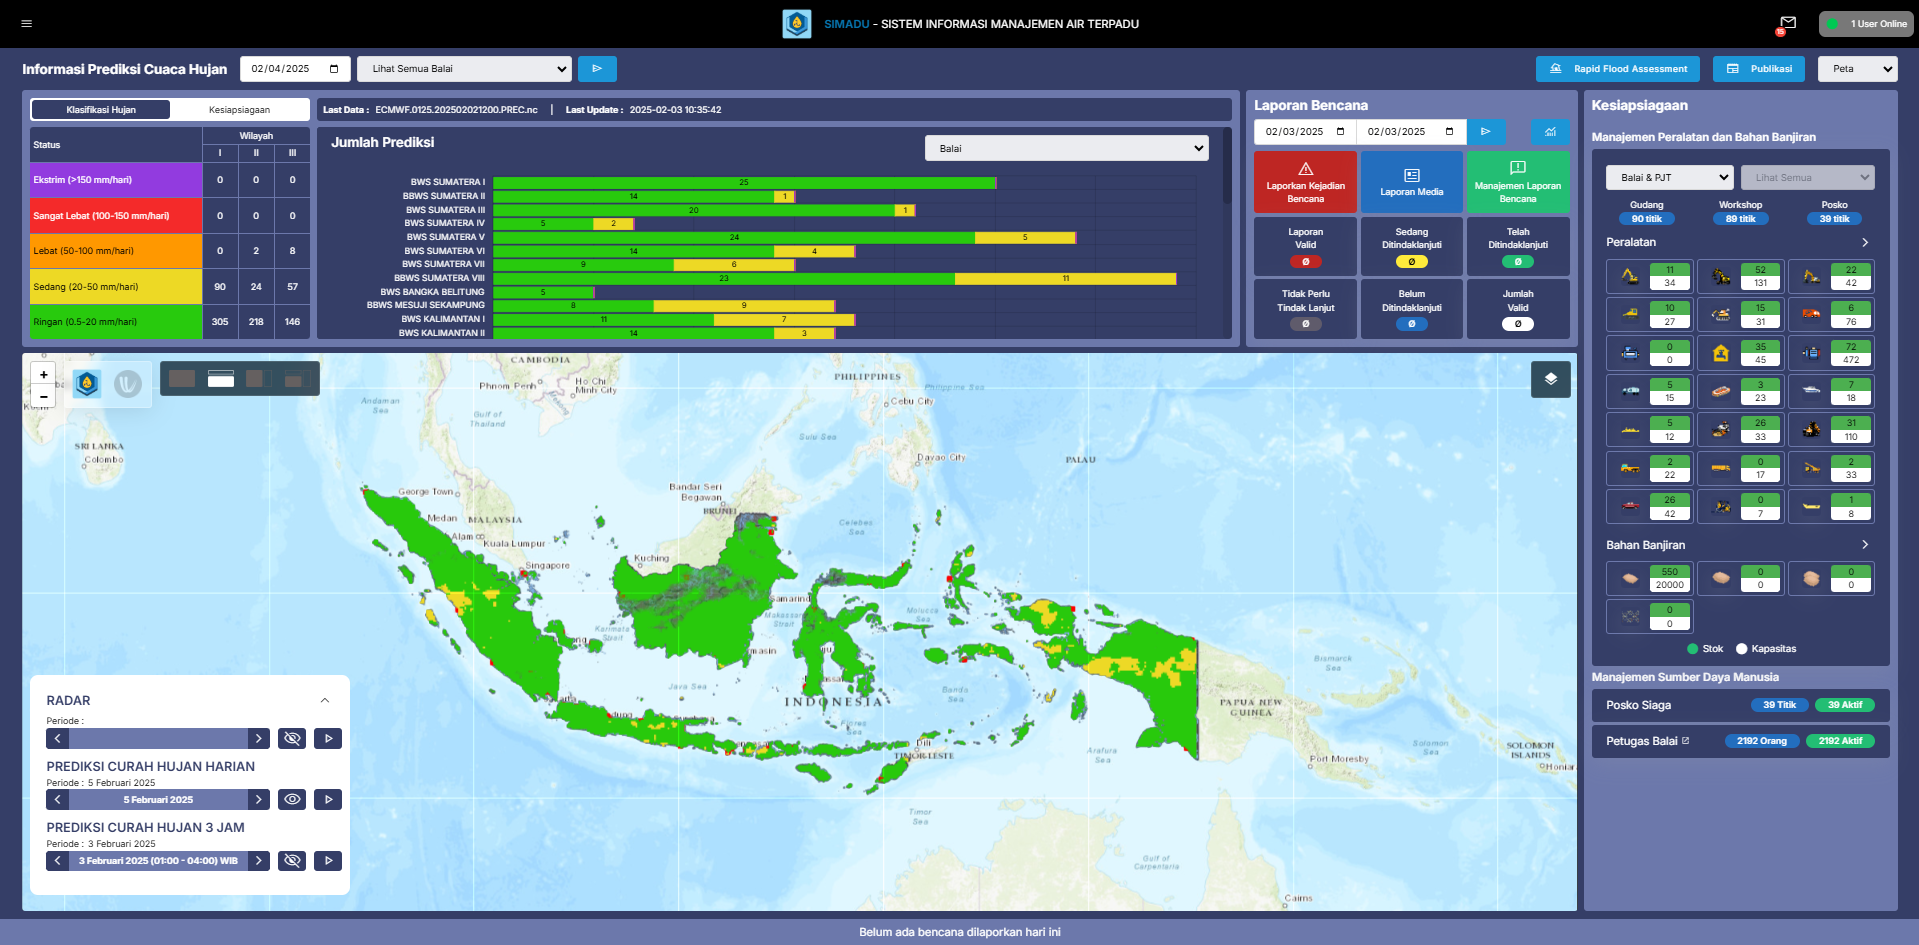 SIMADU - SISTEM INFORMASI MANAJEMEN AIR TERPADU
15
1 User Online
Informasi Prediksi Cuaca Hujan
02/04/2025
Lihat Semua Balai
Rapid Flood Assessment
Publikasi
Peta
Klasifikasi Hujan
Kesiapsiagaan
Status
Wilayah
I II III
Ekstrim (>150 mm/hari) 0 0 0
Sangat Lebat (100-150 mm/hari) 0 0 0
Lebat (50-100 mm/hari) 0 2 8
Sedang (20-50 mm/hari) 90 24 57
Ringan (0.5-20 mm/hari) 305 218 146
Last Data : ECMWF.0125.202502021200.PREC.nc | Last Update : 2025-02-03 10:35:42
Jumlah Prediksi
Balai
BWS SUMATERA I 25
BBWS SUMATERA II 14 1
BWS SUMATERA III 20 1
BWS SUMATERA IV 5 2
BWS SUMATERA V 24 5
BWS SUMATERA VI 14 4
BWS SUMATERA VII 9 6
BBWS SUMATERA VIII 23 11
BWS BANGKA BELITUNG 5
BBWS MESUJI SEKAMPUNG 8 9
BWS KALIMANTAN I 11 7
BWS KALIMANTAN II 14 3
Laporan Bencana
02/03/2025
02/03/2025
Laporkan Kejadian
Bencana
Laporan Media
Manajemen Laporan
Bencana
Laporan
Valid
0
Sedang
Ditindaklanjuti
0
Telah
Ditindaklanjuti
0
Tidak Perlu
Tindak Lanjut
0
Belum
Ditindaklanjuti
0
Jumlah
Valid
0
Kesiapsiagaan
Manajemen Peralatan dan Bahan Banjiran
Balai & PJT
Lihat Semua
Gudang Workshop Posko
90 titik 89 titik 39 titik
Peralatan
11 52 22
34 131 42
10 15 6
27 31 76
0 35 72
0 45 472
5 3 7
15 23 18
5 26 31
12 33 110
2 0 2
22 17 33
26 0 1
42 7 8
Bahan Banjiran
550 0 0
20000 0 0
0
0
Stok Kapasitas
Manajemen Sumber Daya Manusia
Posko Siaga 39 Titik 39 Aktif
Petugas Balai 2192 Orang 2192 Aktif
+
−
CAMBODIA
Phnom Penh
Ho Chi
Minh City
Andaman
Sea
Gulf of
Thailand
PHILIPPINES
Philippine Sea
Cebu City
Sulu Sea
SRI LANKA
Colombo
Davao City
PALAU
George Town
Bandar Seri
Begawan
BRUNEI
Medan
MALAYSIA
Alam
Kuala Lumpur
Celebes
Sea
Kuching
Singapore
Samarind
Makassar
Strait
Molucca
Sea
Karimata
Strait
masin
Bismarck
Sea
Java Sea
INDONESIA
Banda
Sea
PAPUA NEW
GUINEA
Flores
Sea
Dili
TIMOR-LESTE
Arafura
Sea
Solomon
Sea
SOLOMON
ISLANDS
Honiar
Port Moresby
Timor
Sea
Gulf of
Carpentaria
Cairns
RADAR
Periode :
PREDIKSI CURAH HUJAN HARIAN
Periode : 5 Februari 2025
5 Februari 2025
PREDIKSI CURAH HUJAN 3 JAM
Periode : 3 Februari 2025
3 Februari 2025 (01:00 - 04:00) WIB
Belum ada bencana dilaporkan hari ini